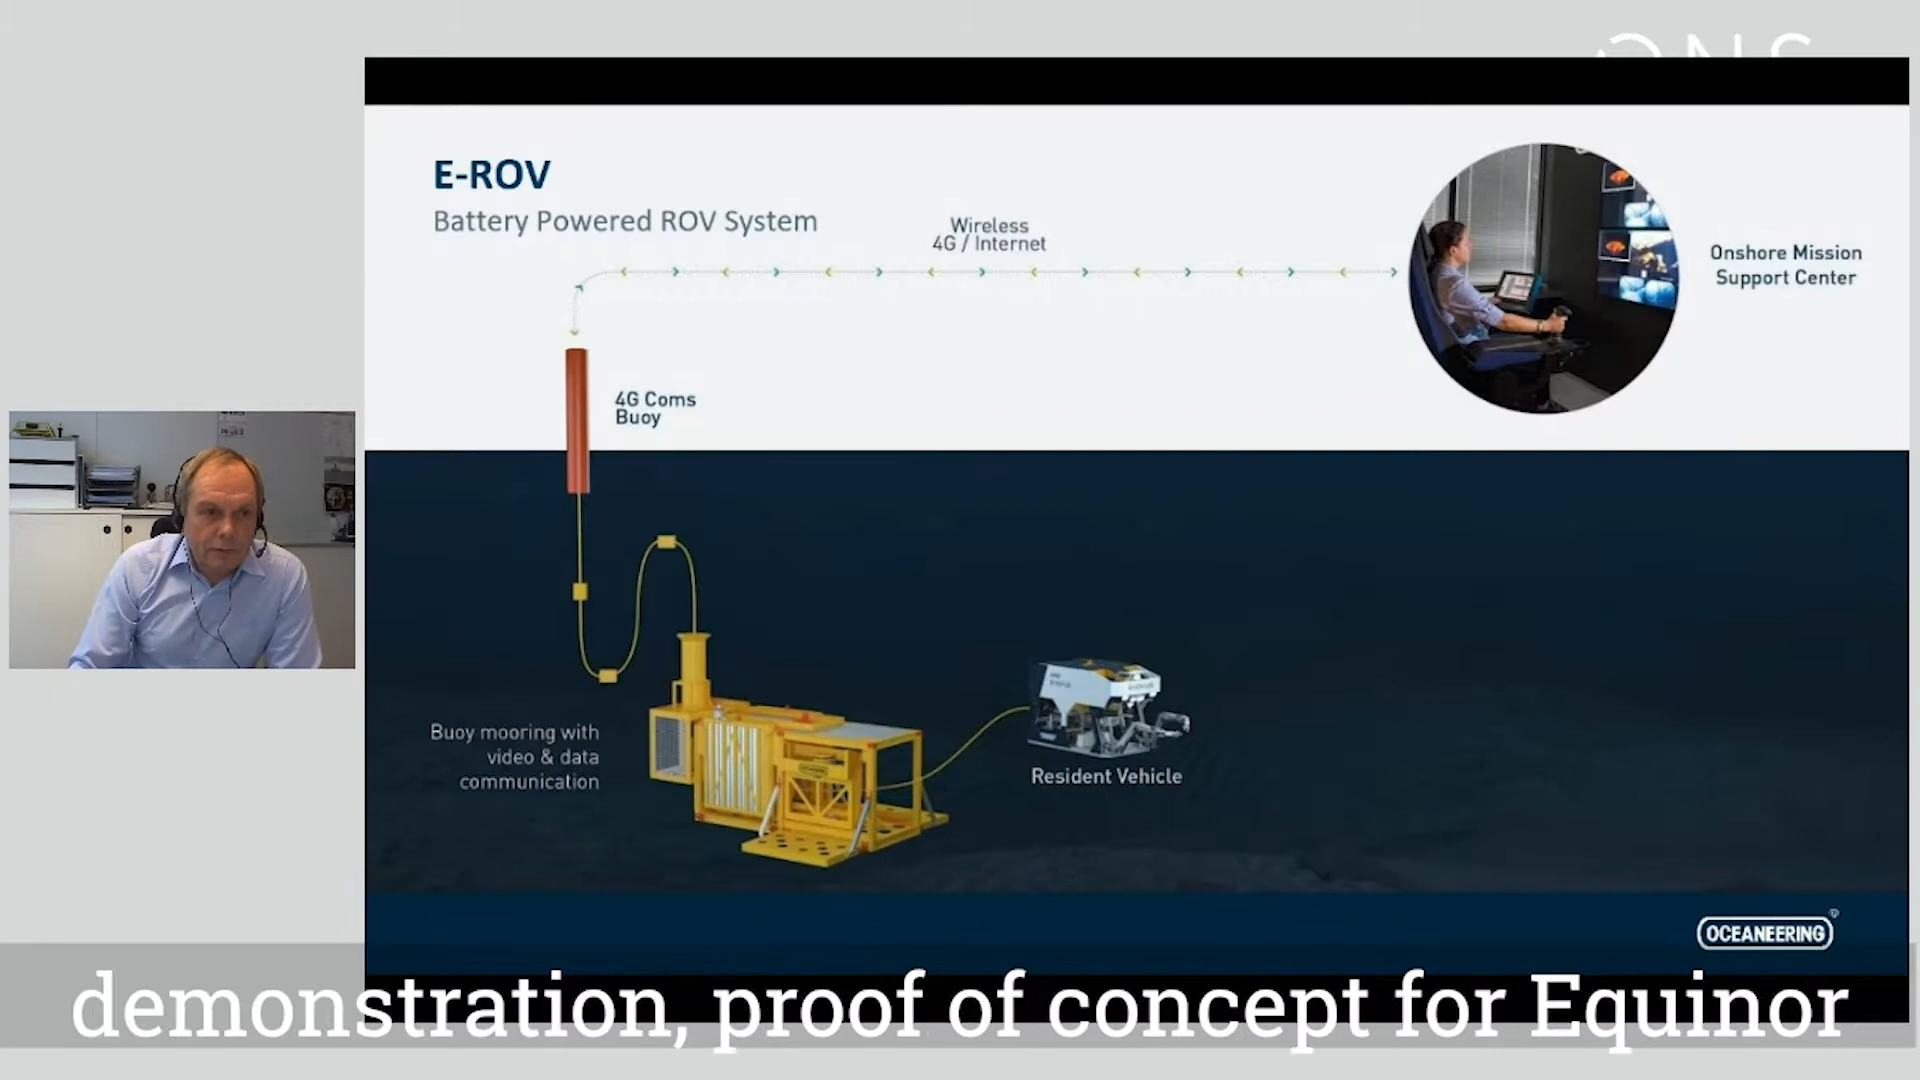 ONS
E-ROV
Battery Powered ROV System
Wireless
4G / Internet
Onshore Mission
Support Center
4G Coms
Buoy
Buoy mooring with
video & data
communication
Resident Vehicle
OCEANEERING
demonstration, proof of concept for Equinor